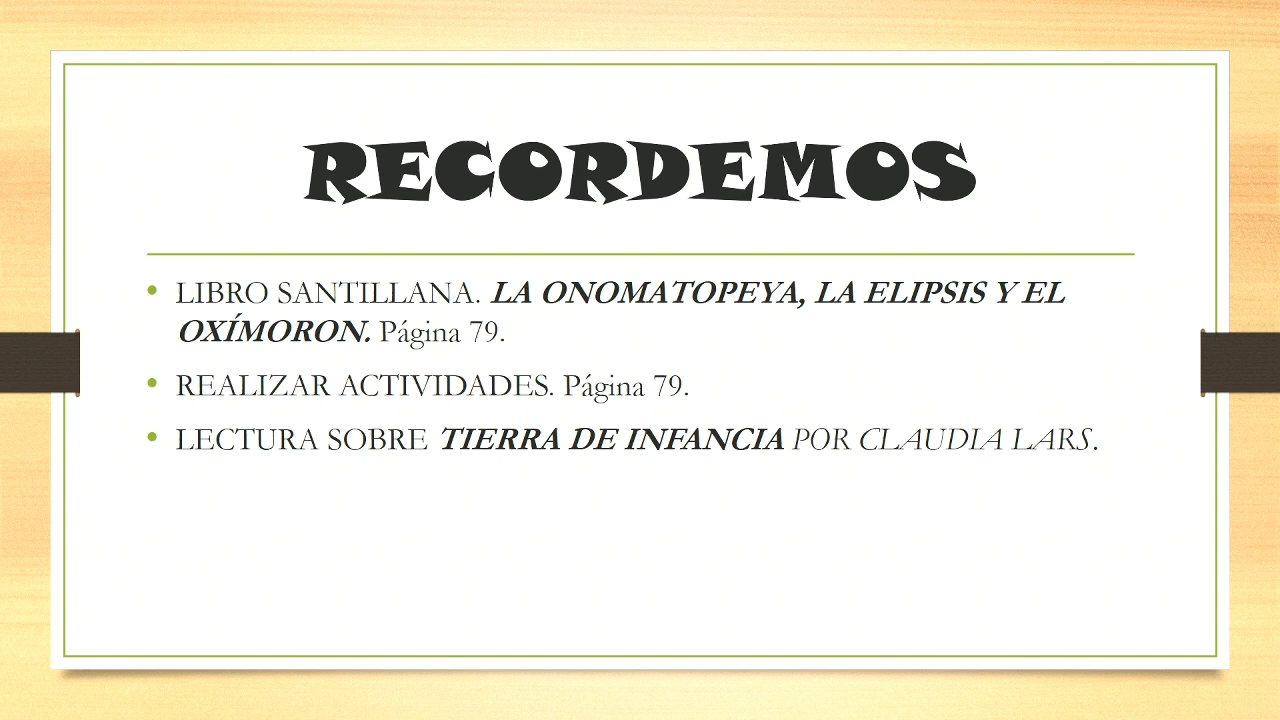 RECORDEMOS
• LIBRO SANTILLANA. LA ONOMATOPEYA, LA ELIPSIS Y EL
OXÍMORON. Página 79.
• REALIZAR ACTIVIDADES. Página 79.
• LECTURA SOBRE TIERRA DE INFANCIA POR CLAUDIA LARS.